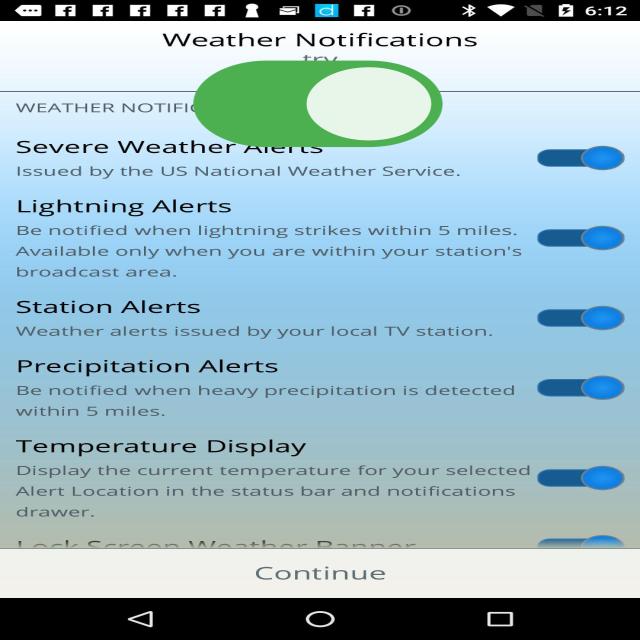 6:12
Weather Notifications
try
WEATHER NOTIFIC
Severe Weather Alerts
Issued by the US National Weather Service.
Lightning Alerts
Be notified when lightning strikes within 5 miles.
Available only when you are within your station's
broadcast area.
Station Alerts
Weather alerts issued by your local TV station.
Precipitation Alerts
Be notified when heavy precipitation is detected
within 5 miles.
Temperature Display
Display the current temperature for your selected
Alert Location in the status bar and notifications
drawer.
Lock Screen Weather Banner
Continue